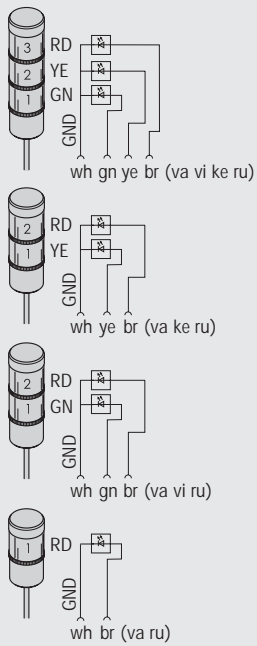 3 RD
2 YE
1 GN
GND
wh gn ye br (va vi ke ru)
2 RD
1 YE
GND
wh ye br (va ke ru)
2 RD
1 GN
GND
wh gn br (va vi ru)
1 RD
GND
wh br (va ru)